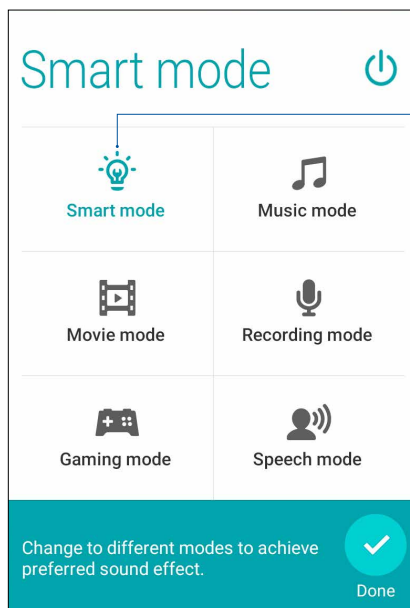 Smart mode
Smart mode
Music mode
Movie mode
Recording mode
Gaming mode
Speech mode
Change to different modes to achieve
preferred sound effect.
Done